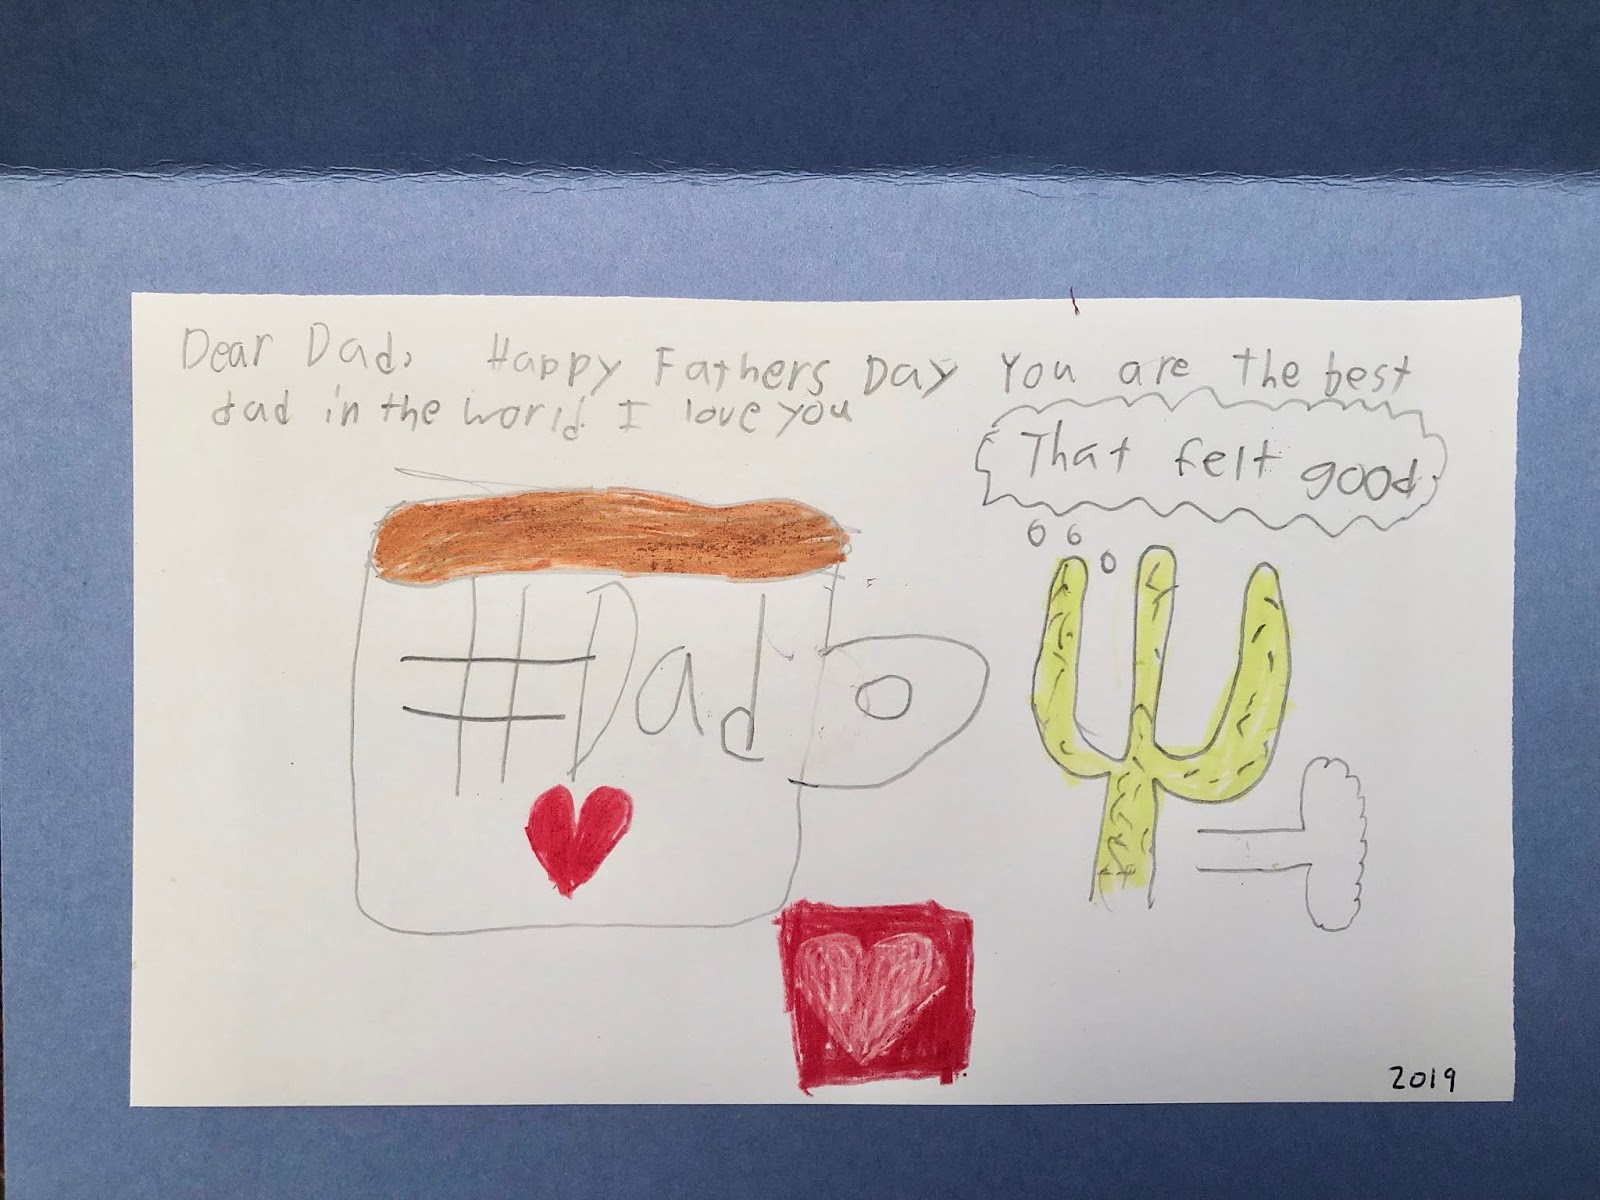 Dear Dad, Happy Fathers Day You are the best
dad in the world I love you
That felt good
#Dad
2019